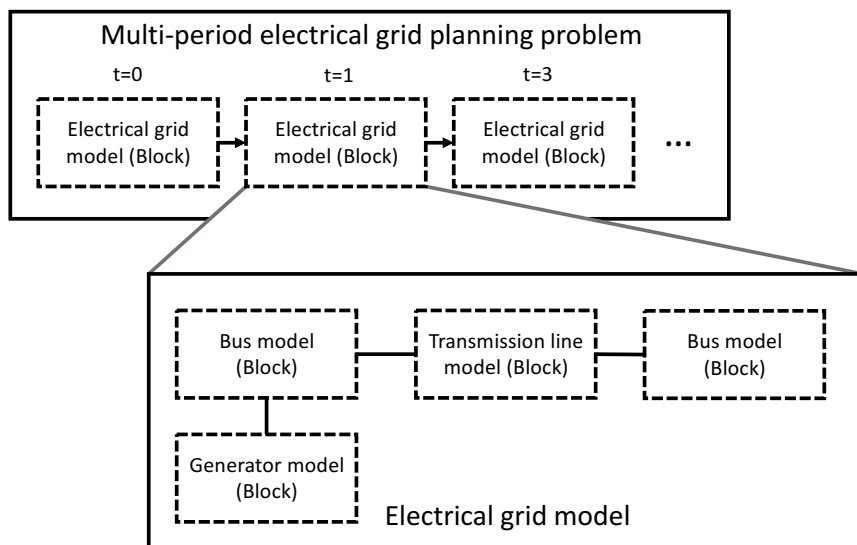 Multi-period electrical grid planning problem
t=0 t=1 t=3
Electrical grid model (Block)
Electrical grid model (Block)
Electrical grid model (Block)
...
Bus model (Block)
Transmission line model (Block)
Bus model (Block)
Generator model (Block)
Electrical grid model